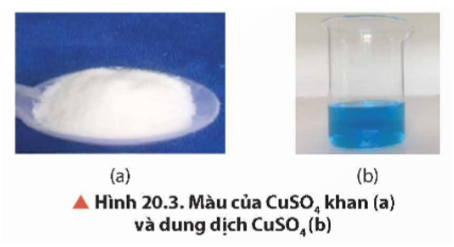 (a)
(b)
▲ Hình 20.3. Màu của CuSO₄ khan (a)
và dung dịch CuSO₄ (b)